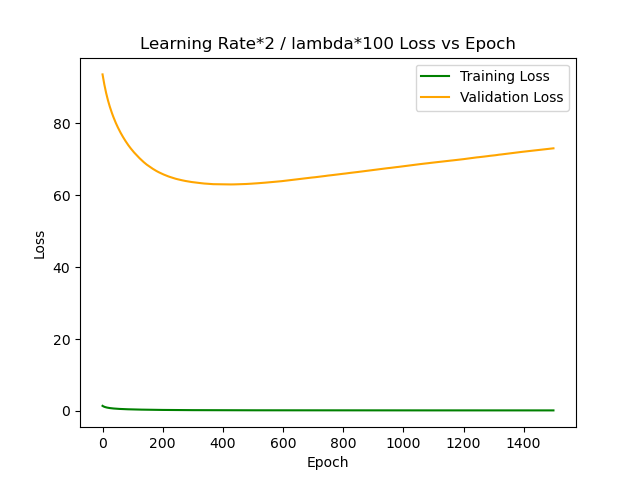 Learning Rate*2 / lambda*100 Loss vs Epoch
Training Loss
Validation Loss
80
60
40
20
0
Loss
0 200 400 600 800 1000 1200 1400
Epoch